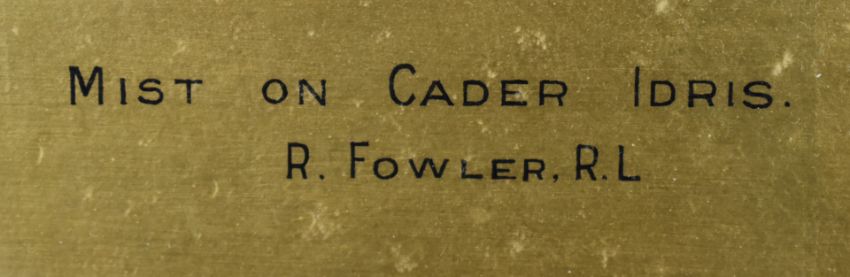 MIST ON CADER IDRIS.
R. FOWLER, R.L